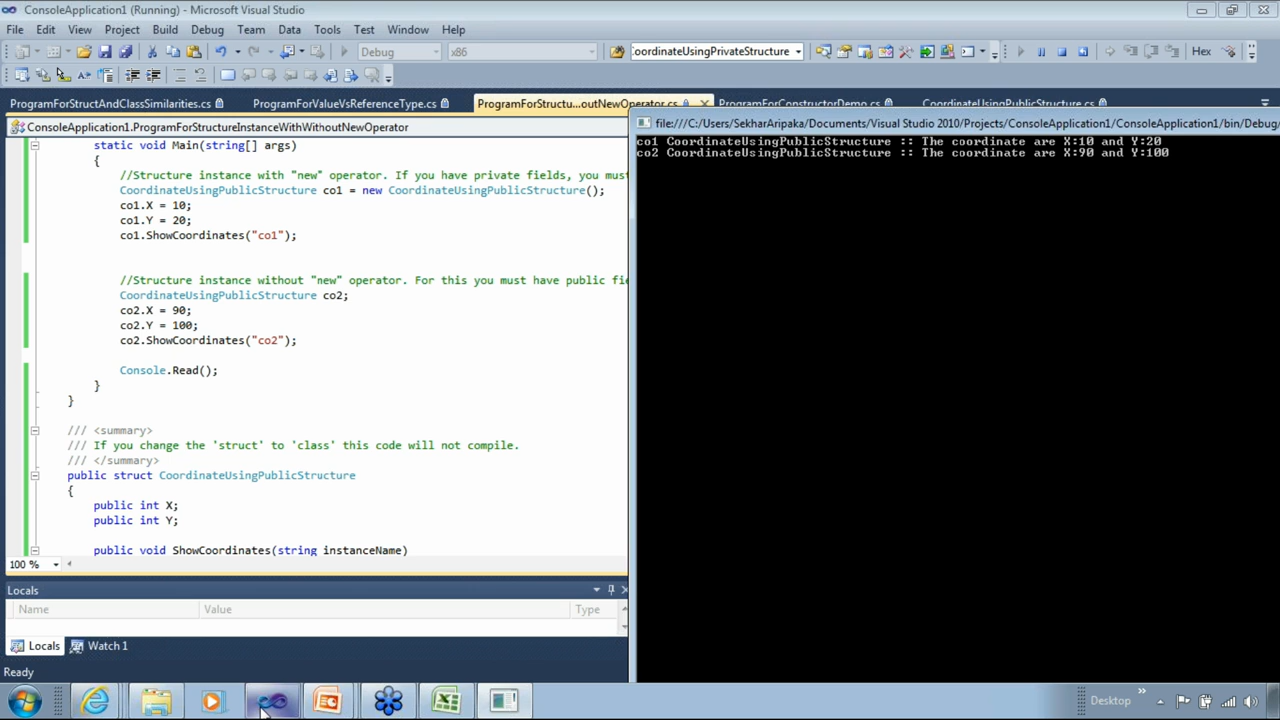 ConsoleApplication1 (Running) - Microsoft Visual Studio
File Edit View Project Build Debug Team Data Tools Test Window Help
Debug x86 oordinateUsingPrivateStructure Hex
ProgramForStructAndClassSimilarities.cs ProgramForValueVsReferenceType.cs ProgramForStructu...outNewOperator.cs ProgramForConstructorDemo.cs CoordinateUsingPublicStructure.cs
ConsoleApplication1.ProgramForStructureInstanceWithWithoutNewOperator
static void Main(string[] args)
{
//Structure instance with "new" operator. If you have private fields, you must
CoordinateUsingPublicStructure co1 = new CoordinateUsingPublicStructure();
co1.X = 10;
co1.Y = 20;
co1.ShowCoordinates("co1");
//Structure instance without "new" operator. For this you must have public fie
CoordinateUsingPublicStructure co2;
co2.X = 90;
co2.Y = 100;
co2.ShowCoordinates("co2");
Console.Read();
}
}
/// <summary>
/// If you change the 'struct' to 'class' this code will not compile.
/// </summary>
public struct CoordinateUsingPublicStructure
{
public int X;
public int Y;
public void ShowCoordinates(string instanceName)
100 %
Locals
Name Value Type
Locals Watch 1
Ready
file:///C:/Users/SekharAripaka/Documents/Visual Studio 2010/Projects/ConsoleApplication1/ConsoleApplication1/bin/Debug/
co1 CoordinateUsingPublicStructure :: The coordinate are X:10 and Y:20
co2 CoordinateUsingPublicStructure :: The coordinate are X:90 and Y:100
Desktop